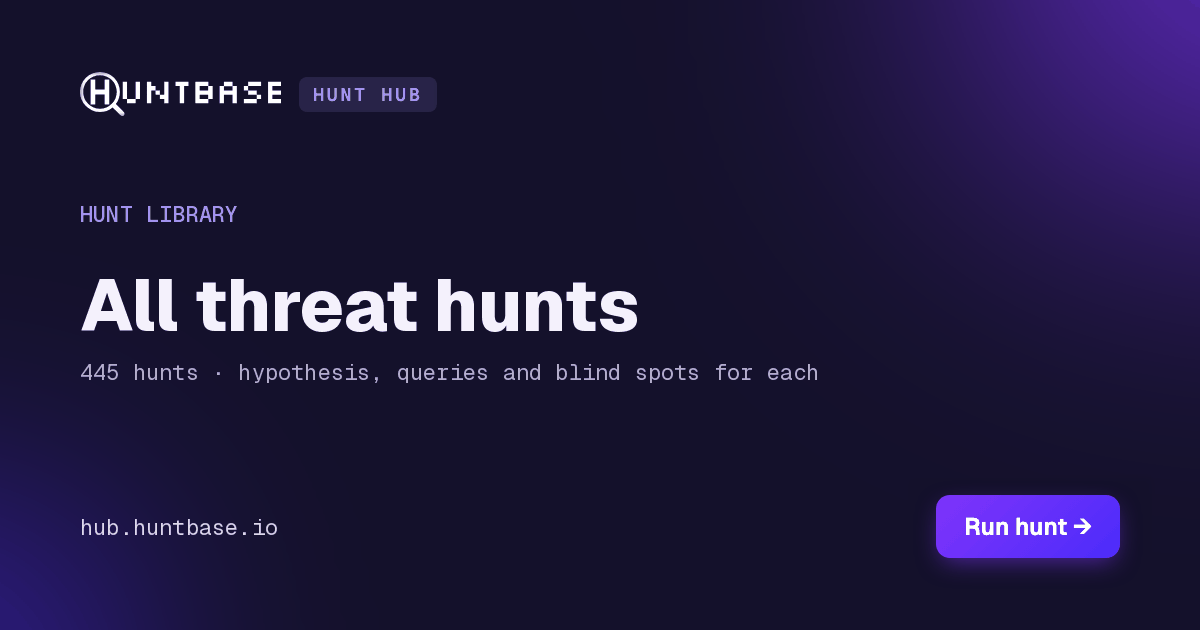 HUNTBASE HUNT HUB
HUNT LIBRARY
All threat hunts
445 hunts · hypothesis, queries and blind spots for each
hub.huntbase.io
Run hunt →